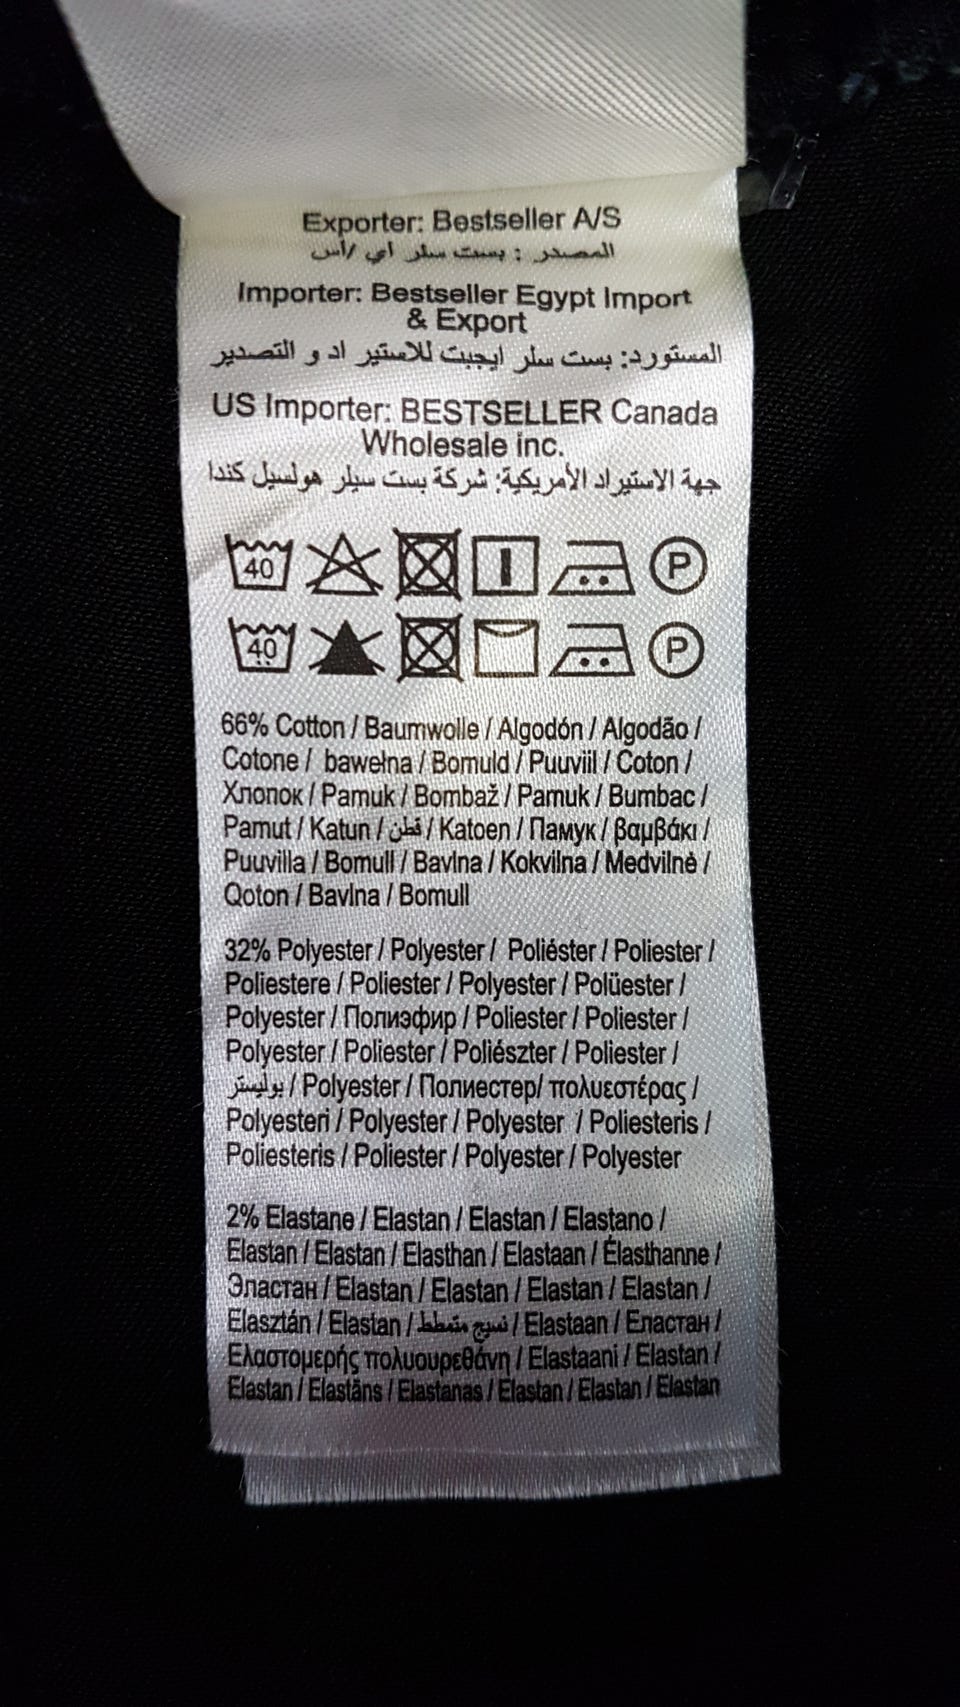 Exporter: Bestseller A/S
المصدر : بست سلر اي /أس
Importer: Bestseller Egypt Import
& Export
المستورد: بست سلر ايجبت للاستير اد و التصدير
US Importer: BESTSELLER Canada
Wholesale inc.
جهة الاستيراد الأمريكية: شركة بست سيلر هولسيل كندا
40 P
40 P
66% Cotton / Baumwolle / Algodón / Algodão /
Cotone / bawełna / Bomuld / Puuviil / Coton /
Хлопок / Pamuk / Bombaž / Pamuk / Bumbac /
Pamut / Katun / قطن / Katoen / Памук / βαμβάκι /
Puuvilla / Bomull / Bavlna / Kokvilna / Medvilnė /
Qoton / Bavlna / Bomull
32% Polyester / Polyester / Poliéster / Poliester /
Poliestere / Poliester / Polyester / Polüester /
Polyester / Полиэфир / Poliester / Poliester /
Polyester / Poliester / Poliészter / Poliester /
بوليستر / Polyester / Полиестер/ πολυεστέρας /
Polyesteri / Polyester / Polyester / Poliesteris /
Poliesteris / Poliester / Polyester / Polyester
2% Elastane / Elastan / Elastan / Elastano /
Elastan / Elastan / Elasthan / Elastaan / Élasthanne /
Эластан / Elastan / Elastan / Elastan / Elastan /
Elasztán / Elastan / نسيج متمطط / Elastaan / Еластан /
Ελαστομερής πολυουρεθάνη / Elastaani / Elastan /
Elastan / Elastāns / Elastanas / Elastan / Elastan / Elastan